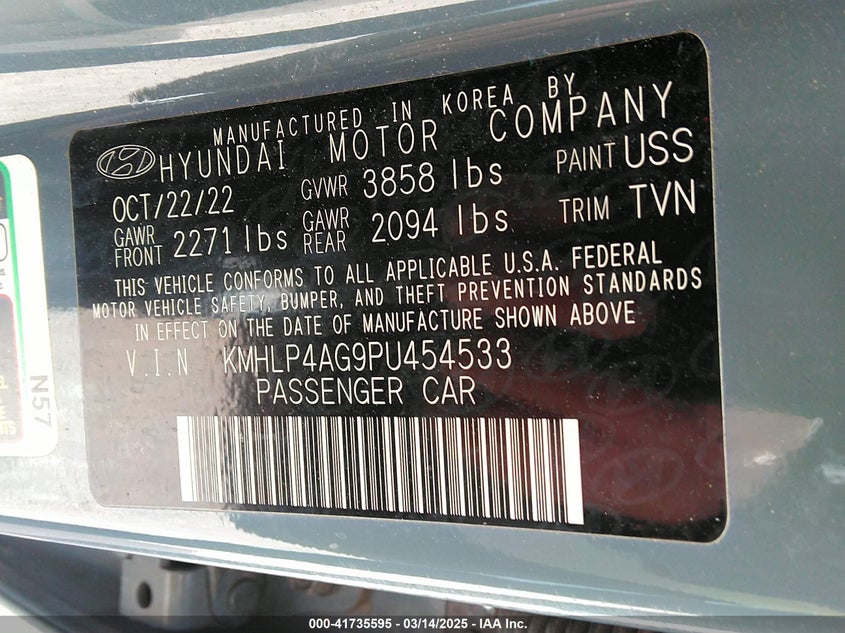 MANUFACTURED IN KOREA BY
HYUNDAI MOTOR COMPANY
OCT/22/22 GVWR 3858 lbs PAINT USS
GAWR FRONT 2271 lbs GAWR REAR 2094 lbs TRIM TVN
THIS VEHICLE CONFORMS TO ALL APPLICABLE U.S.A. FEDERAL
MOTOR VEHICLE SAFETY, BUMPER, AND THEFT PREVENTION STANDARDS
IN EFFECT ON THE DATE OF MANUFACTURE SHOWN ABOVE
V.I.N KMHLP4AG9PU454533
PASSENGER CAR
N57
000-41735595 - 03/14/2025 - IAA Inc.